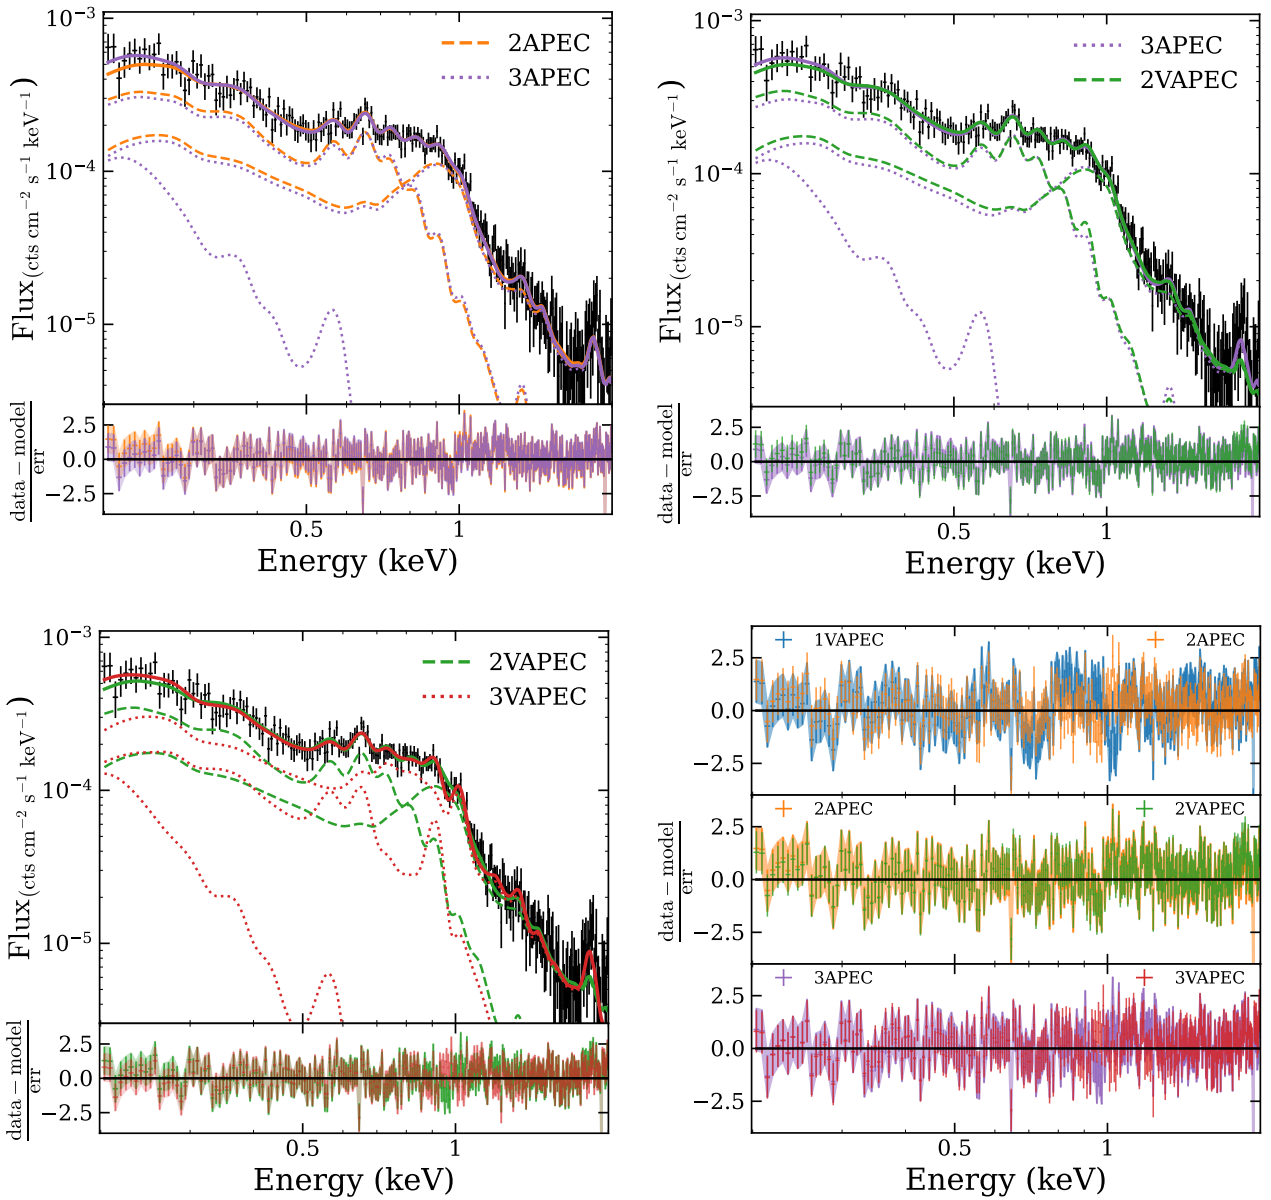 10⁻³
10⁻⁴
10⁻⁵
Flux(cts cm⁻² s⁻¹ keV⁻¹)
2APEC
3APEC
2.5
0.0
−2.5
data − model
err
0.5
1
Energy (keV)
10⁻³
10⁻⁴
10⁻⁵
Flux(cts cm⁻² s⁻¹ keV⁻¹)
3APEC
2VAPEC
2.5
0.0
−2.5
data − model
err
0.5
1
Energy (keV)
10⁻³
10⁻⁴
10⁻⁵
Flux(cts cm⁻² s⁻¹ keV⁻¹)
2VAPEC
3VAPEC
2.5
0.0
−2.5
data − model
err
0.5
1
Energy (keV)
1VAPEC 2APEC
2.5
0.0
−2.5
2APEC 2VAPEC
2.5
0.0
−2.5
data − model
err
3APEC 3VAPEC
2.5
0.0
−2.5
0.5
1
Energy (keV)